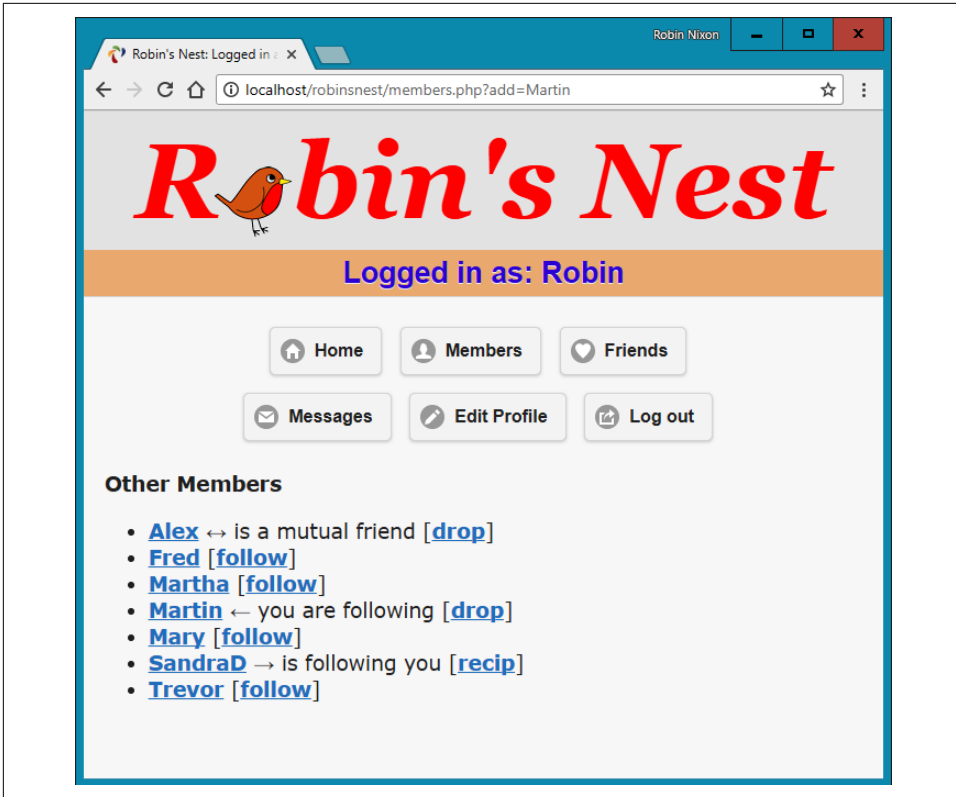 Robin Nixon
Robin's Nest: Logged in a
localhost/robinsnest/members.php?add=Martin
Robin's Nest
Logged in as: Robin
Home Members Friends
Messages Edit Profile Log out
Other Members
• Alex ↔ is a mutual friend [drop]
• Fred [follow]
• Martha [follow]
• Martin ← you are following [drop]
• Mary [follow]
• SandraD → is following you [recip]
• Trevor [follow]